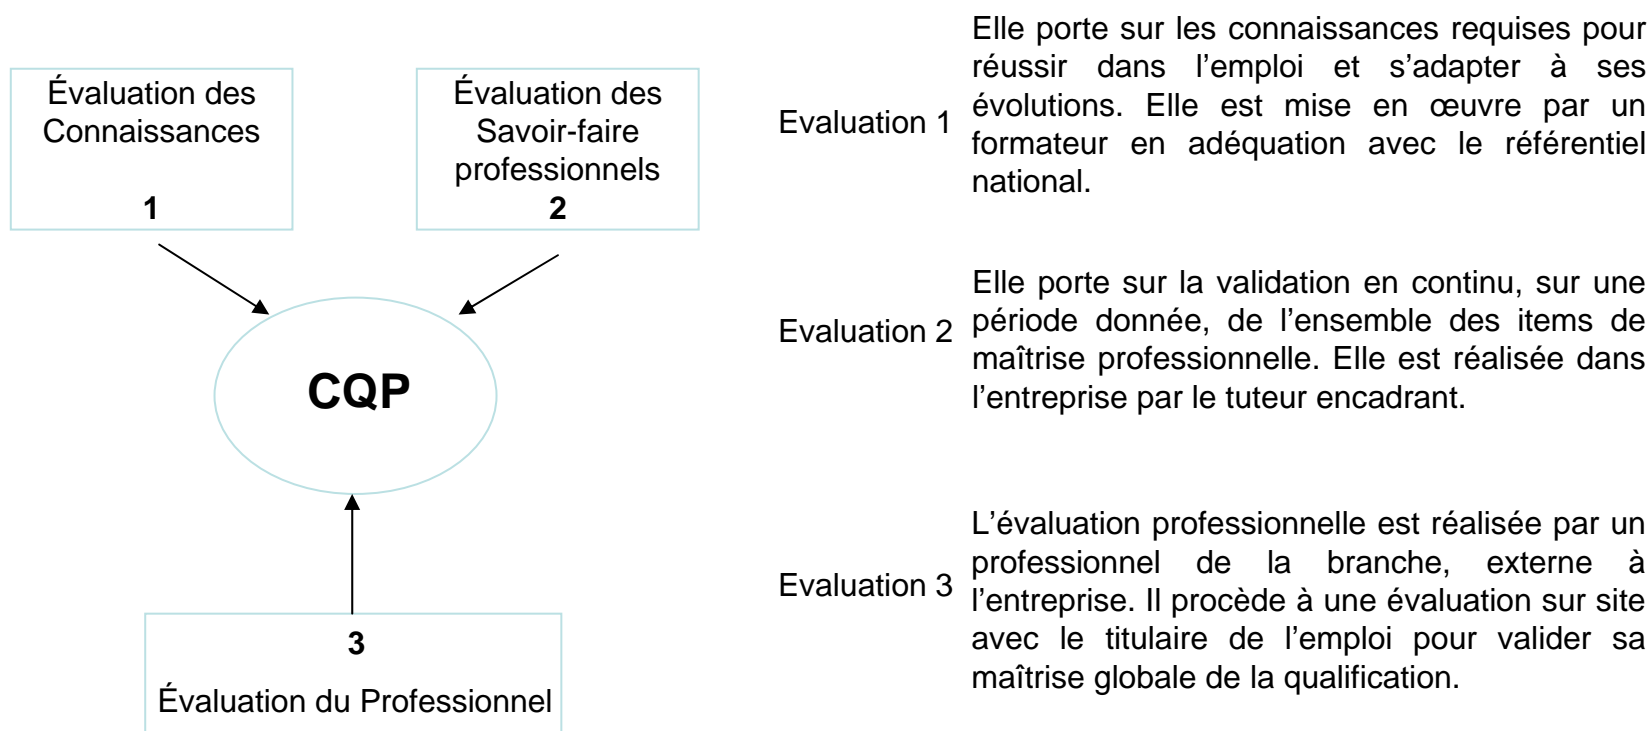 Évaluation des
Connaissances
1
Évaluation des
Savoir-faire
professionnels
2
CQP
3
Évaluation du Professionnel
Evaluation 1
Elle porte sur les connaissances requises pour
réussir dans l’emploi et s’adapter à ses
évolutions. Elle est mise en œuvre par un
formateur en adéquation avec le référentiel
national.
Evaluation 2
Elle porte sur la validation en continu, sur une
période donnée, de l’ensemble des items de
maîtrise professionnelle. Elle est réalisée dans
l’entreprise par le tuteur encadrant.
Evaluation 3
L’évaluation professionnelle est réalisée par un
professionnel de la branche, externe à
l’entreprise. Il procède à une évaluation sur site
avec le titulaire de l’emploi pour valider sa
maîtrise globale de la qualification.